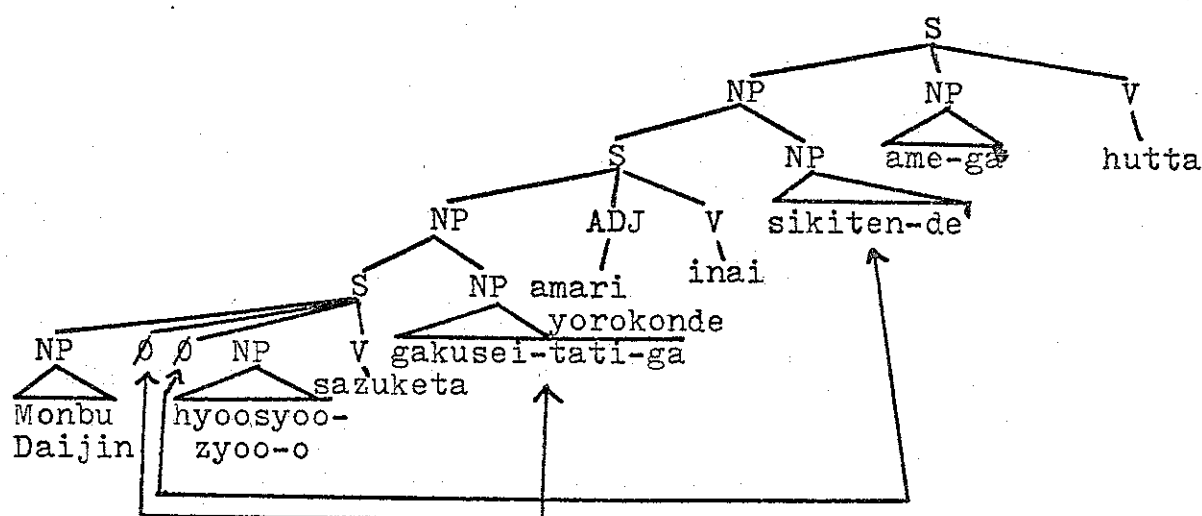 S
NP NP V
S NP ame-ga hutta
NP ADJ V sikiten-de
S NP amari inai
yorokonde
NP Ø Ø NP V gakusei-tati-ga
sazuketa
Monbu hyoosyoo-
Daijin zyoo-o